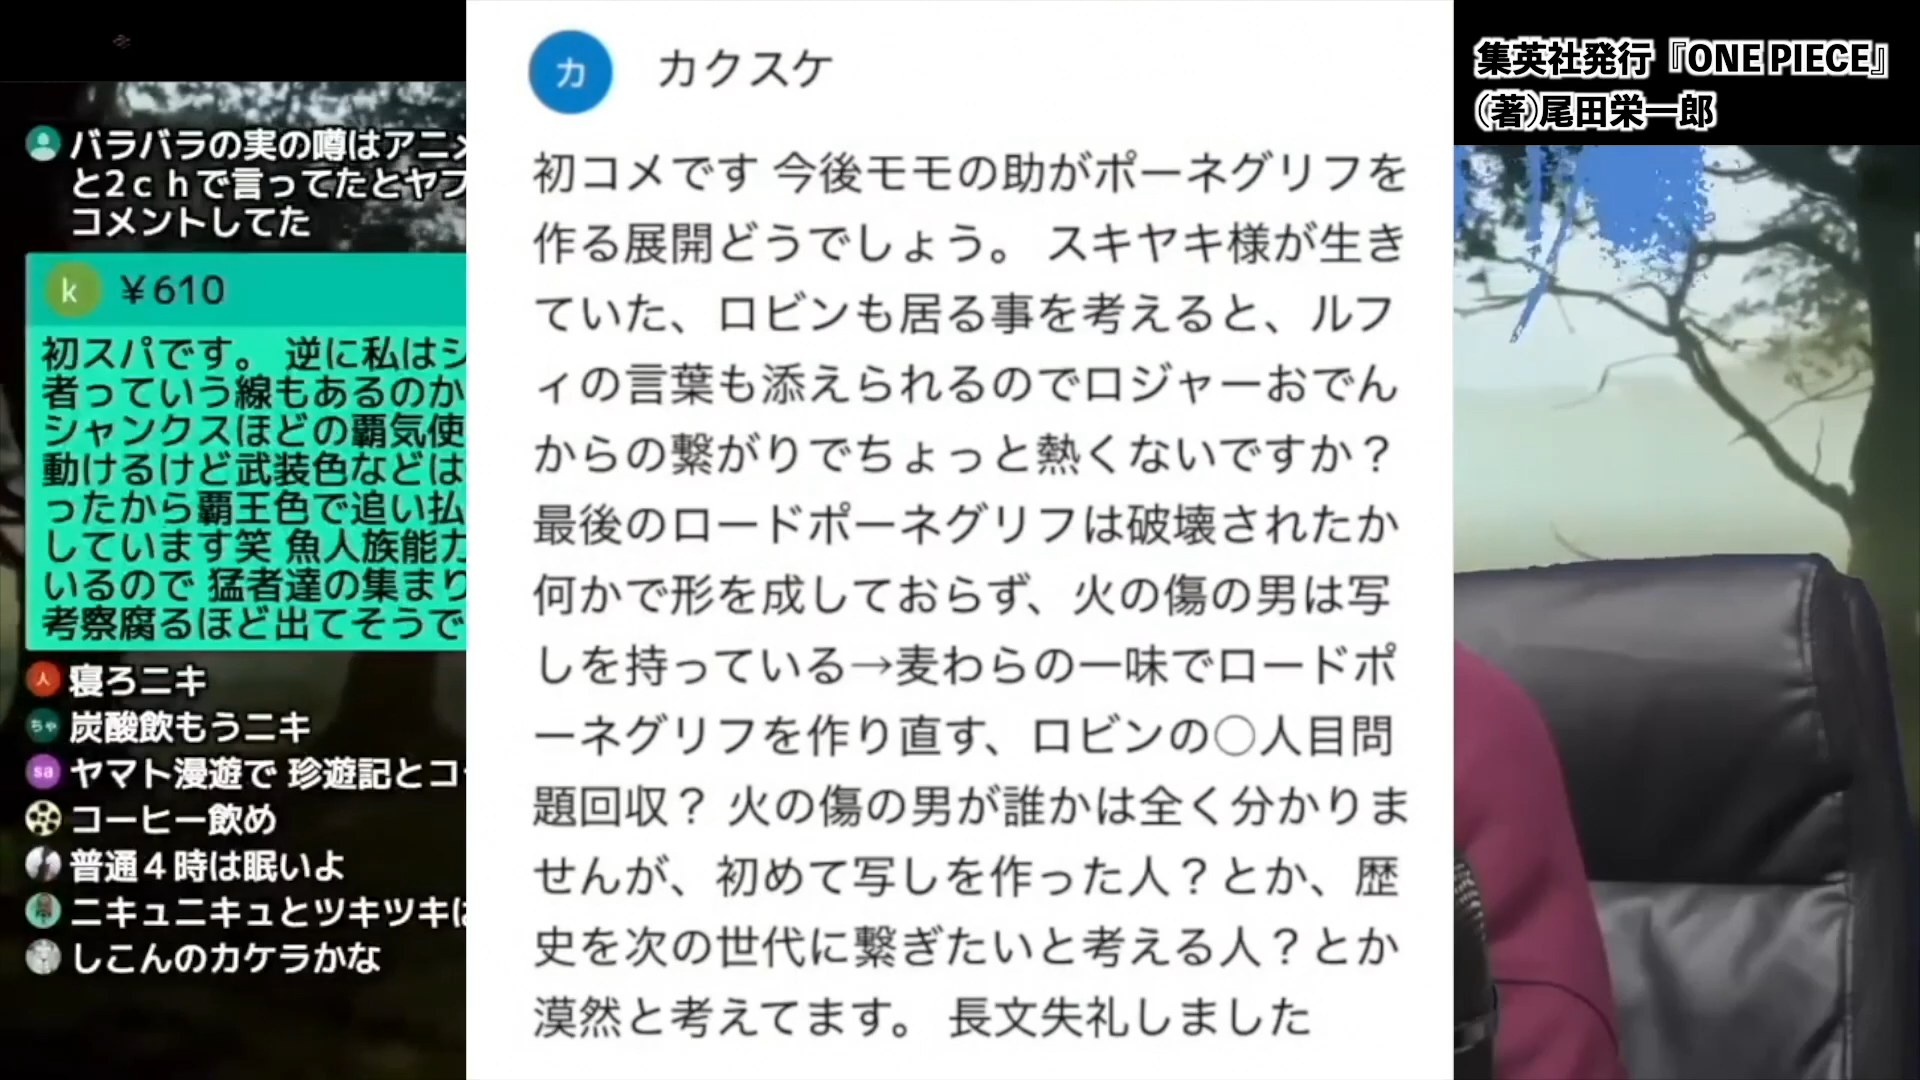 バラバラの実の噂はアニメ
と2chで言ってたとヤフ
コメントしてた
k ￥610
初スパです。 逆に私はシ
者っていう線もあるのか
シャンクスほどの覇気使
動けるけど武装色などは
ったから覇王色で追い払
しています笑 魚人族能力
いるので 猛者達の集まり
考察腐るほど出てそうで
人 寝ろニキ
ちゃ 炭酸飲もうニキ
sa ヤマト漫遊で 珍遊記とコ
コーヒー飲め
普通４時は眠いよ
ニキュニキュとツキツキは
しこんのカケラかな
カ カクスケ
初コメです 今後モモの助がポーネグリフを
作る展開どうでしょう。 スキヤキ様が生き
ていた、ロビンも居る事を考えると、ルフ
ィの言葉も添えられるのでロジャーおでん
からの繋がりでちょっと熱くないですか？
最後のロードポーネグリフは破壊されたか
何かで形を成しておらず、火の傷の男は写
しを持っている→麦わらの一味でロードポ
ーネグリフを作り直す、ロビンの〇人目問
題回収？ 火の傷の男が誰かは全く分かりま
せんが、初めて写しを作った人？とか、歴
史を次の世代に繋ぎたいと考える人？とか
漠然と考えてます。 長文失礼しました
集英社発行『ONE PIECE』
(著)尾田栄一郎